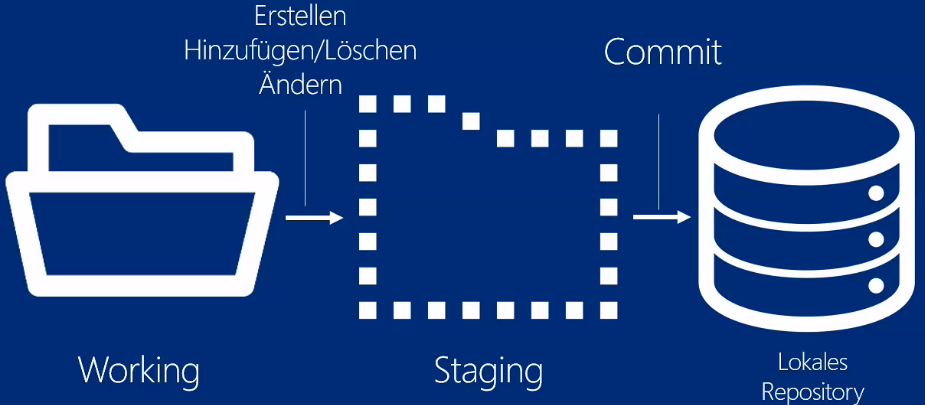 Erstellen
Hinzufügen/Löschen
Ändern
Commit
Working
Staging
Lokales
Repository